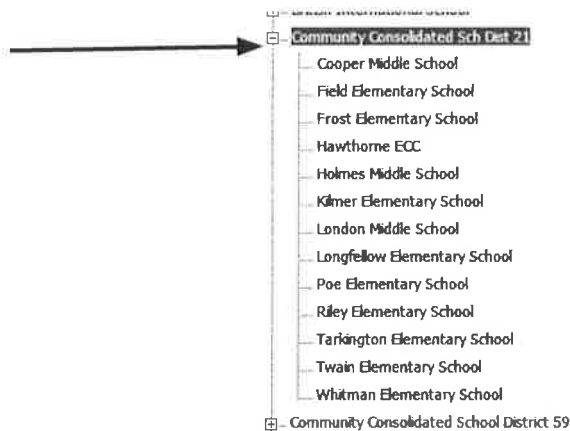 International School
Community Consolidated Sch Dist 21
Cooper Middle School
Field Elementary School
Frost Elementary School
Hawthorne ECC
Holmes Middle School
Kilmer Elementary School
London Middle School
Longfellow Elementary School
Poe Elementary School
Riley Elementary School
Tarkington Elementary School
Twain Elementary School
Whitman Elementary School
Community Consolidated School District 59